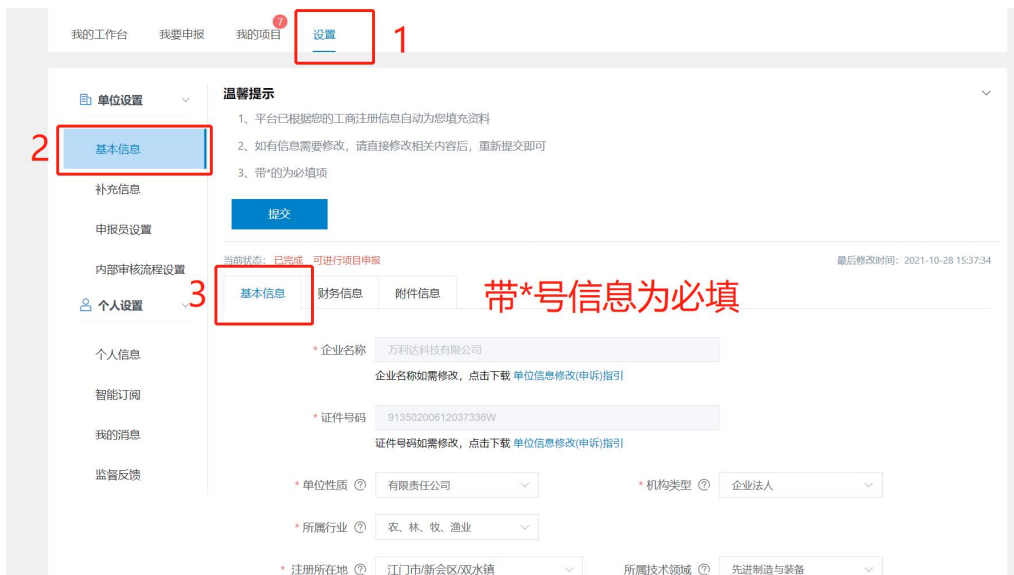 我的工作台 我要申报 我的项目 7 设置 1
单位设置
2 基本信息
补充信息
申报员设置
内部审核流程设置
个人设置
个人信息
智能订阅
我的消息
监督反馈
温馨提示
1、平台已根据您的工商注册信息自动为您填充资料
2、如有信息需要修改，请直接修改相关内容后，重新提交即可
3、带*的为必填项
提交
当前状态：已完成 可进行项目申报 最后修改时间：2021-10-28 15:37:34
3 基本信息 财务信息 附件信息 带*号信息为必填
* 企业名称 万利达科技有限公司
企业名称如需修改，点击下载 单位信息修改(申诉)指引
* 证件号码 91350200612037336W
证件号码如需修改，点击下载 单位信息修改(申诉)指引
* 单位性质 ? 有限责任公司 * 机构类型 ? 企业法人
* 所属行业 ? 农、林、牧、渔业
* 注册所在地 ? 江门市/新会区/双水镇 所属技术领域 ? 先进制造与装备